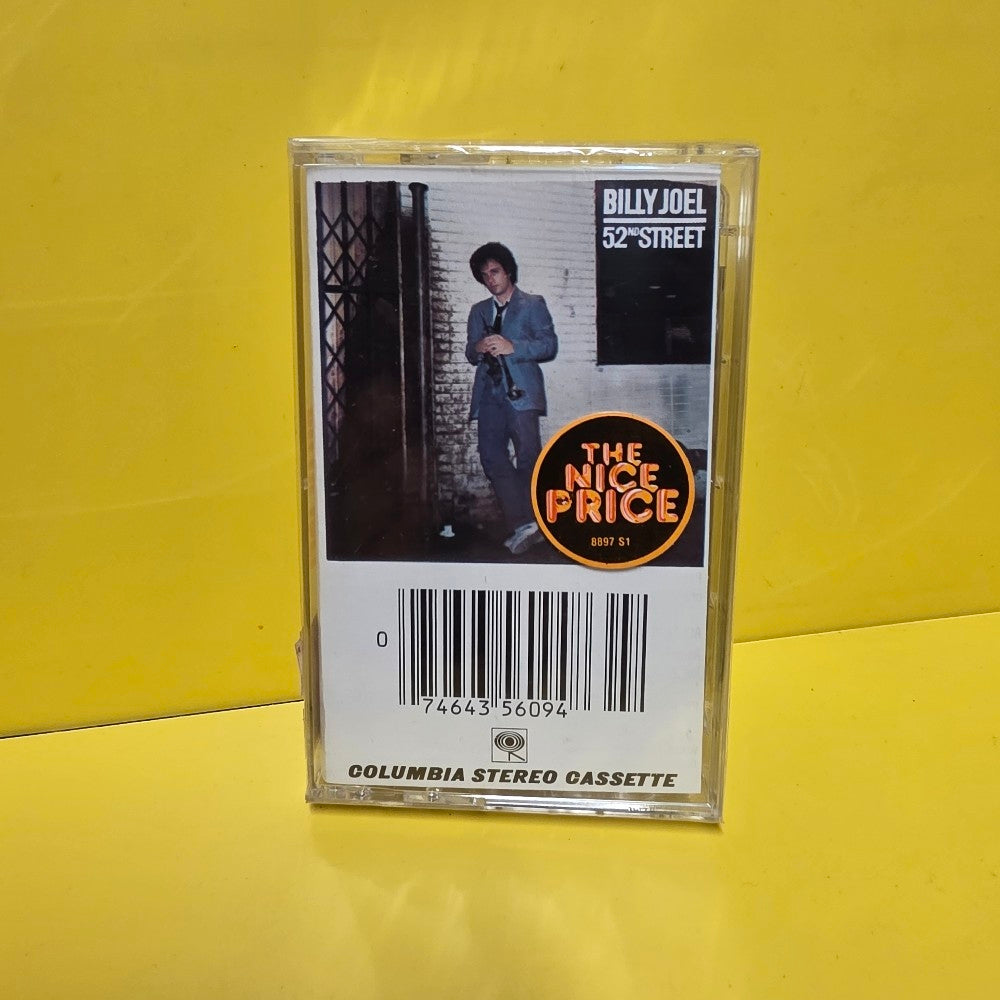 BILLY JOEL
52ND STREET
THE
NICE
PRICE
8897 S1
0
74643 56094
COLUMBIA STEREO CASSETTE